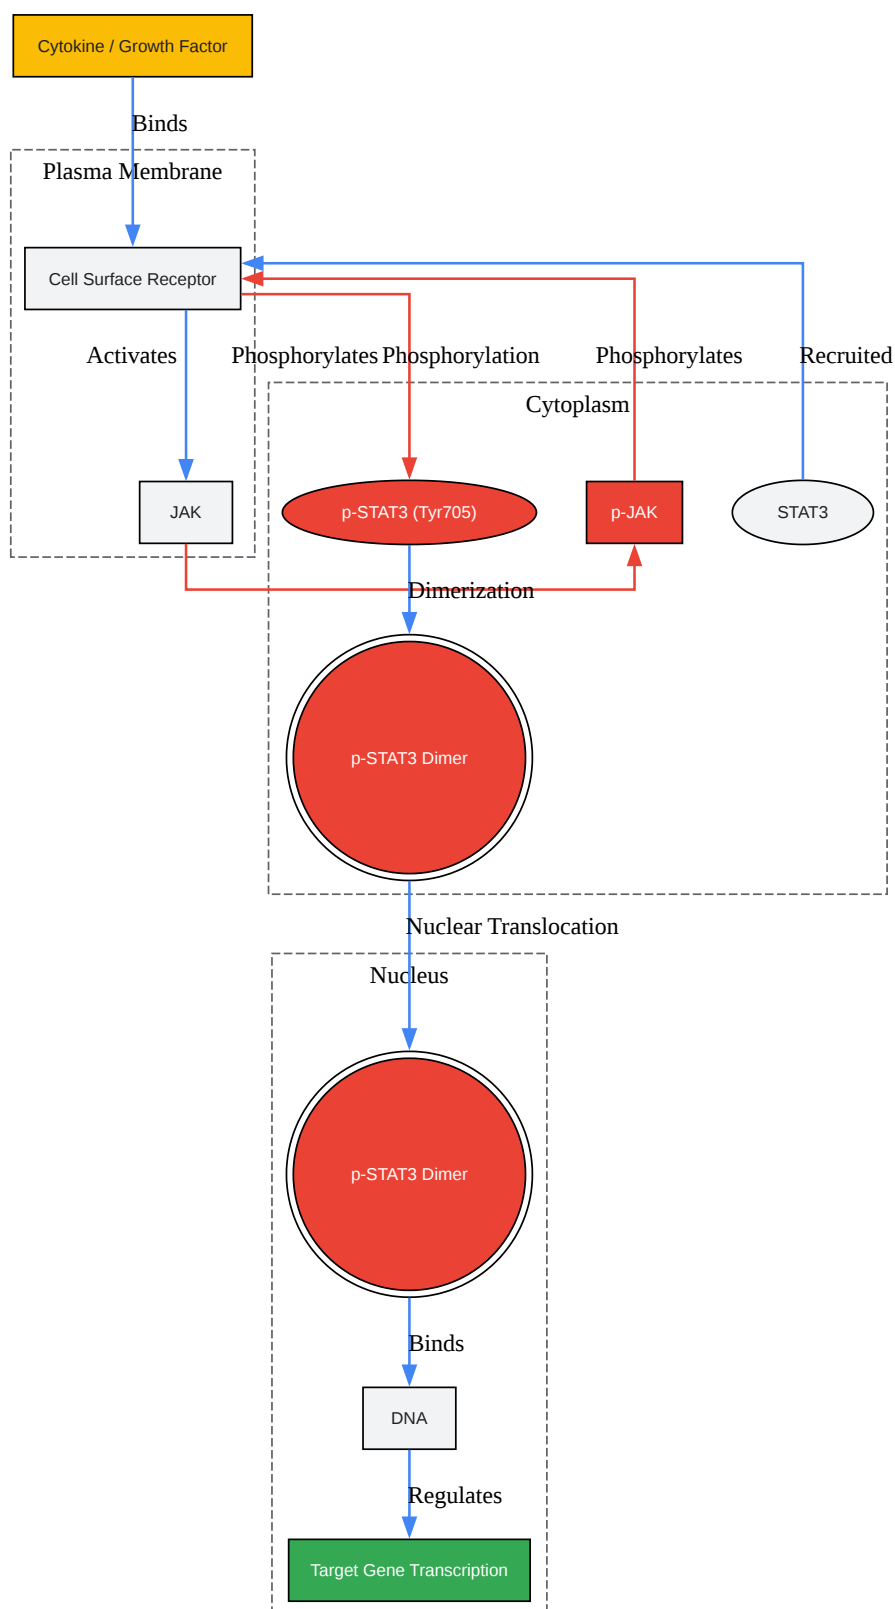 Cytokine / Growth Factor
Binds
Plasma Membrane
Cell Surface Receptor
Activates
Phosphorylates
Phosphorylation
Phosphorylates
Recruited
Cytoplasm
JAK
p-STAT3 (Tyr705)
p-JAK
STAT3
Dimerization
p-STAT3 Dimer
Nuclear Translocation
Nucleus
p-STAT3 Dimer
Binds
DNA
Regulates
Target Gene Transcription